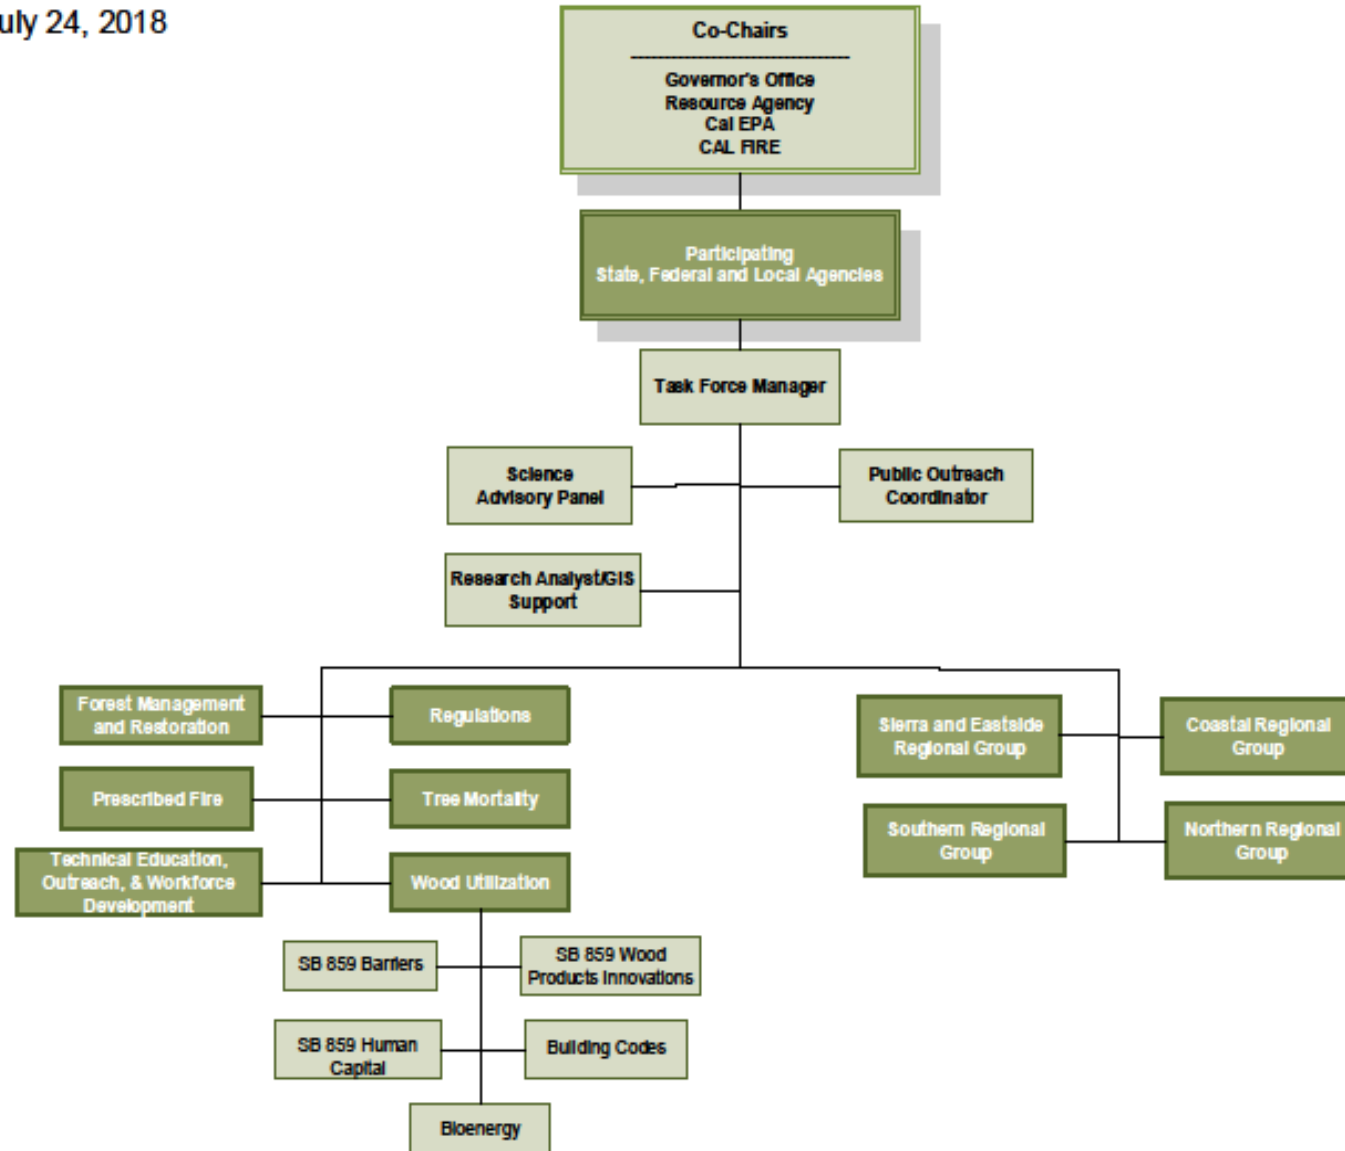 uly 24, 2018
Co-Chairs
Governor's Office
Resource Agency
Cal EPA
CAL FIRE
Participating
State, Federal and Local Agencies
Task Force Manager
Science
Advisory Panel
Public Outreach
Coordinator
Research Analyst/GIS
Support
Forest Management
and Restoration
Regulations
Sierra and Eastside
Regional Group
Coastal Regional
Group
Prescribed Fire
Tree Mortality
Southern Regional
Group
Northern Regional
Group
Technical Education,
Outreach, & Workforce
Development
Wood Utilization
SB 859 Barriers
SB 859 Wood
Products Innovations
SB 859 Human
Capital
Building Codes
Bioenergy